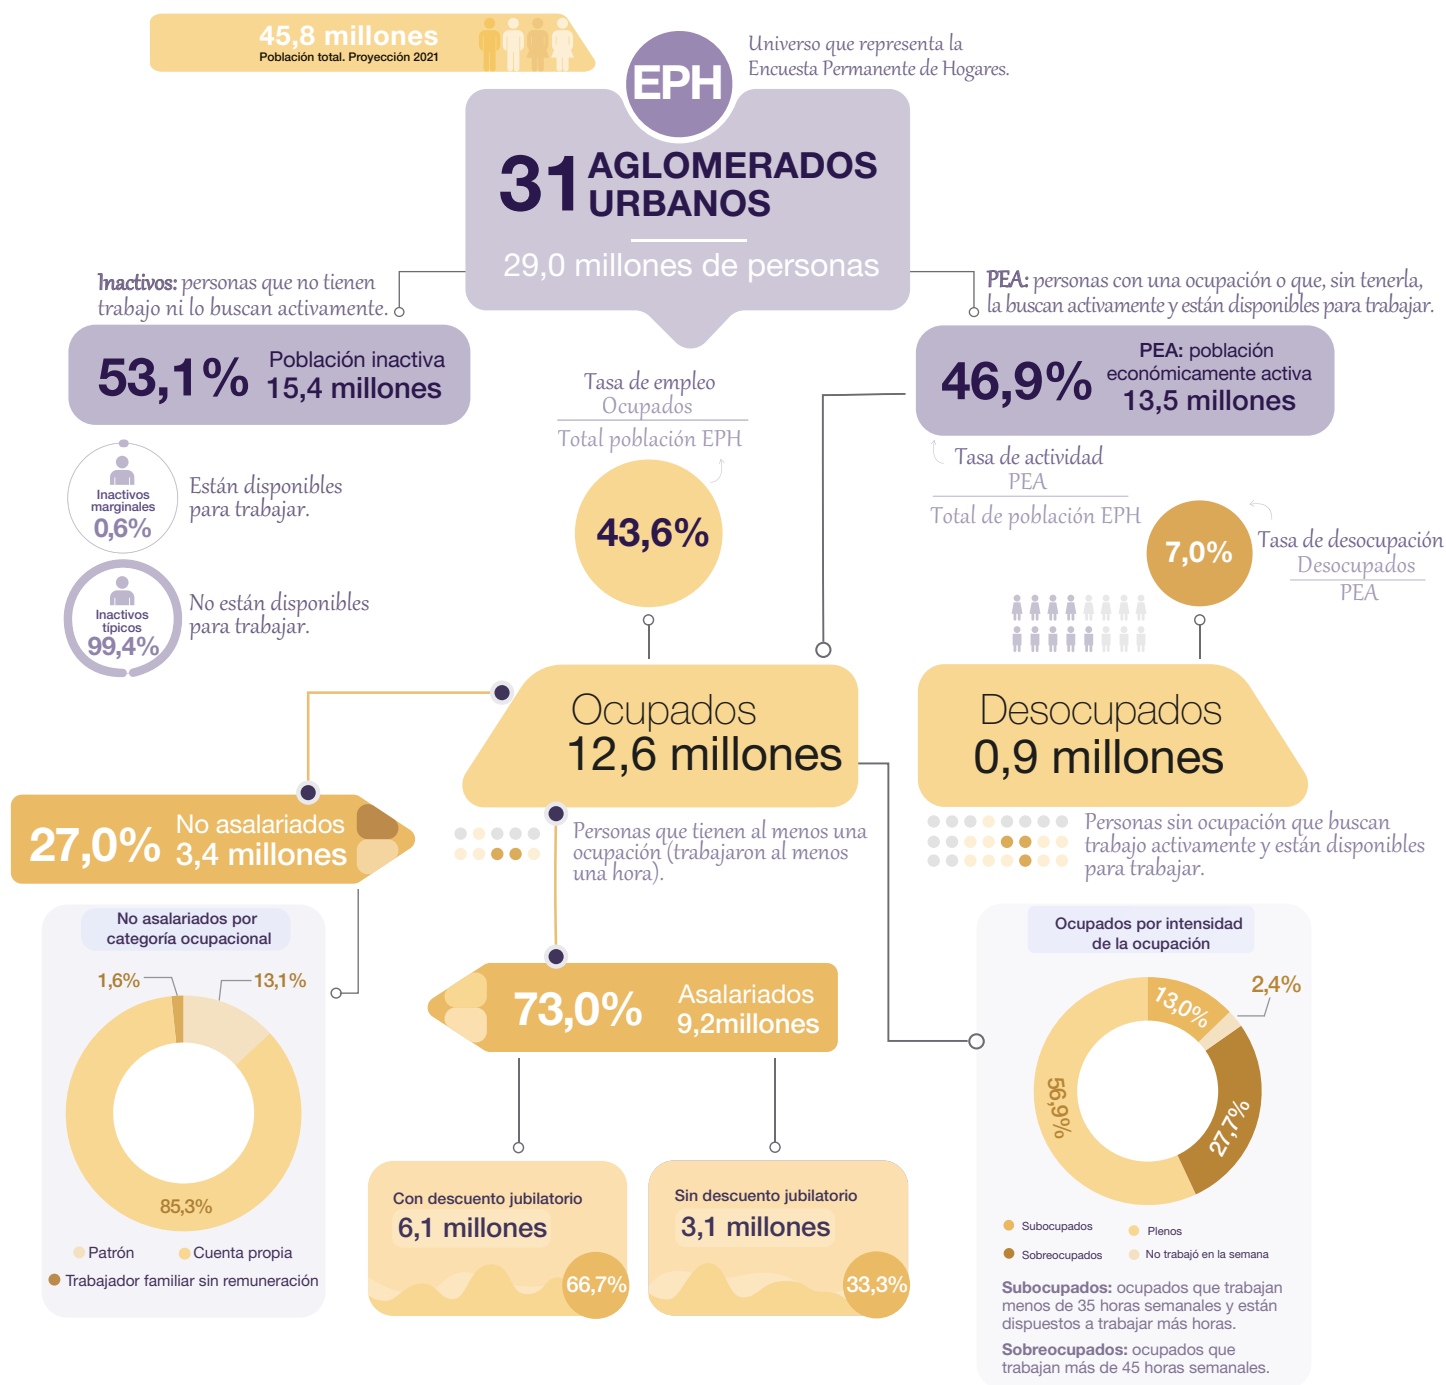 45,8 millones
Población total. Proyección 2021
EPH
Universo que representa la
Encuesta Permanente de Hogares.
31 AGLOMERADOS
URBANOS
29,0 millones de personas
Inactivos: personas que no tienen
trabajo ni lo buscan activamente.
53,1%
Población inactiva
15,4 millones
Inactivos
marginales
0,6%
Están disponibles
para trabajar.
Inactivos
típicos
99,4%
No están disponibles
para trabajar.
Tasa de empleo
Ocupados
Total población EPH
43,6%
PEA: personas con una ocupación o que, sin tenerla,
la buscan activamente y están disponibles para trabajar.
46,9%
PEA: población
económicamente activa
13,5 millones
Tasa de actividad
PEA
Total de población EPH
7,0%
Tasa de desocupación
Desocupados
PEA
Ocupados
12,6 millones
Desocupados
0,9 millones
27,0%
No asalariados
3,4 millones
Personas que tienen al menos una
ocupación (trabajaron al menos
una hora).
Personas sin ocupación que buscan
trabajo activamente y están disponibles
para trabajar.
No asalariados por
categoría ocupacional
1,6%
13,1%
85,3%
Patrón
Cuenta propia
Trabajador familiar sin remuneración
73,0%
Asalariados
9,2millones
Con descuento jubilatorio
6,1 millones
66,7%
Sin descuento jubilatorio
3,1 millones
33,3%
Ocupados por intensidad
de la ocupación
13,0%
2,4%
56,9%
27,7%
Subocupados
Plenos
Sobreocupados
No trabajó en la semana
Subocupados: ocupados que trabajan
menos de 35 horas semanales y están
dispuestos a trabajar más horas.
Sobreocupados: ocupados que
trabajan más de 45 horas semanales.